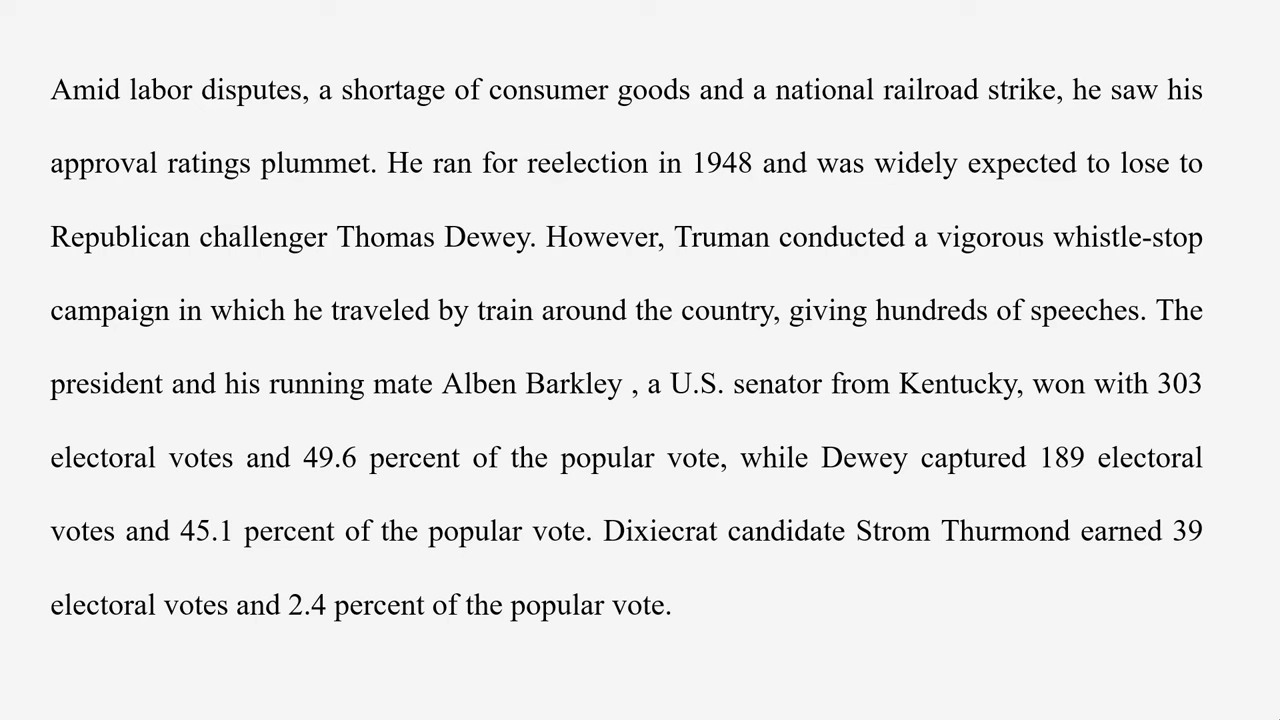 Amid labor disputes, a shortage of consumer goods and a national railroad strike, he saw his
approval ratings plummet. He ran for reelection in 1948 and was widely expected to lose to
Republican challenger Thomas Dewey. However, Truman conducted a vigorous whistle-stop
campaign in which he traveled by train around the country, giving hundreds of speeches. The
president and his running mate Alben Barkley , a U.S. senator from Kentucky, won with 303
electoral votes and 49.6 percent of the popular vote, while Dewey captured 189 electoral
votes and 45.1 percent of the popular vote. Dixiecrat candidate Strom Thurmond earned 39
electoral votes and 2.4 percent of the popular vote.